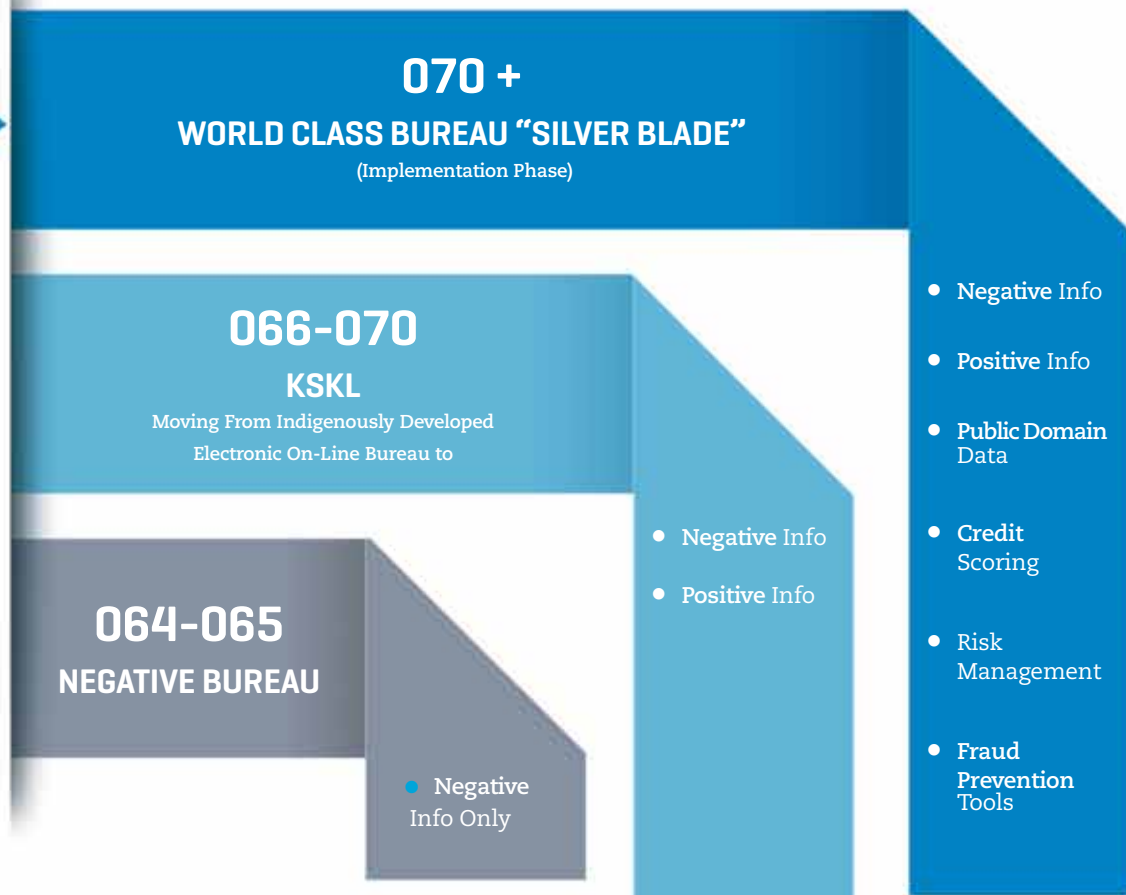 070 +
WORLD CLASS BUREAU “SILVER BLADE”
(Implementation Phase)
• Negative Info
• Positive Info
• Public Domain
Data
• Credit
Scoring
• Risk
Management
• Fraud
Prevention
Tools
066-070
KSKL
Moving From Indigenously Developed
Electronic On-Line Bureau to
• Negative Info
• Positive Info
064-065
NEGATIVE BUREAU
• Negative
Info Only